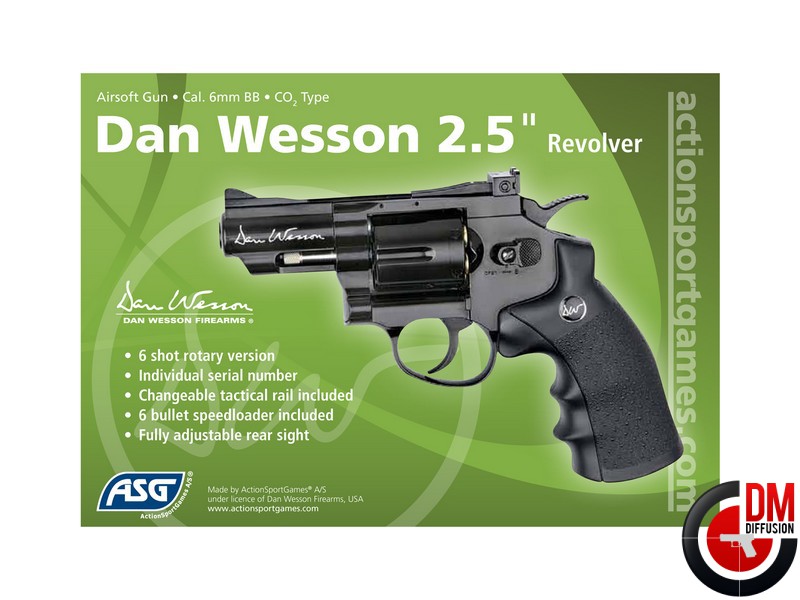 Airsoft Gun • Cal. 6mm BB • CO2 Type
Dan Wesson 2.5" Revolver
actionsportgames.com
Dan Wesson
DW
Dan Wesson
DAN WESSON FIREARMS ®
• 6 shot rotary version
• Individual serial number
• Changeable tactical rail included
• 6 bullet speedloader included
• Fully adjustable rear sight
ASG
ActionSportGames A/S®
Made by ActionSportGames® A/S
under licence of Dan Wesson Firearms, USA
www.actionsportgames.com
DM
DIFFUSION